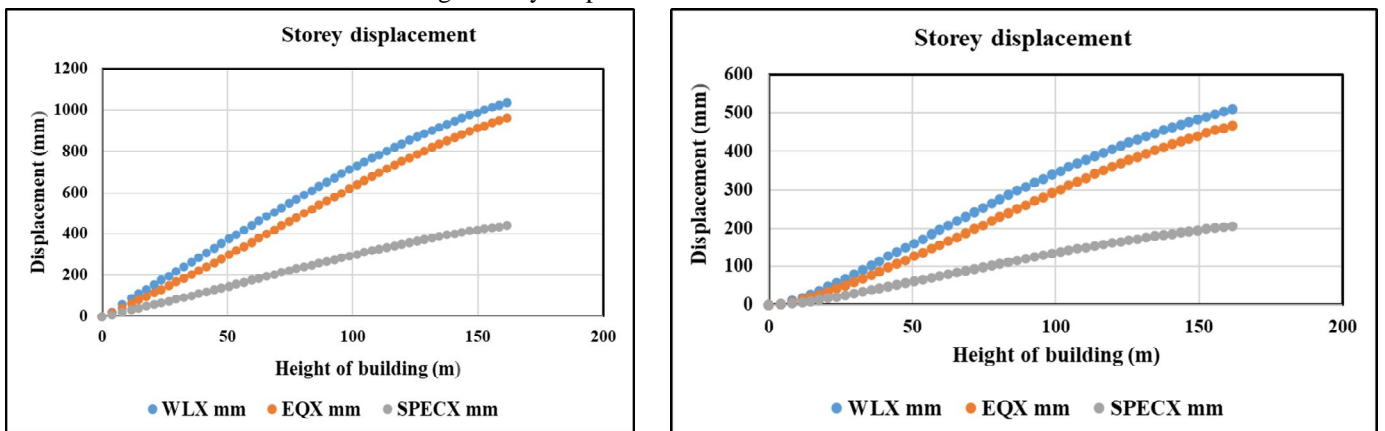 Storey displacement
1200
1000
800
600
400
200
0
0 50 100 150 200
Displacement (mm)
Height of building (m)
WLX mm EQX mm SPECX mm
Storey displacement
600
500
400
300
200
100
0
0 50 100 150 200
Displacement (mm)
Height of building (m)
WLX mm EQX mm SPECX mm